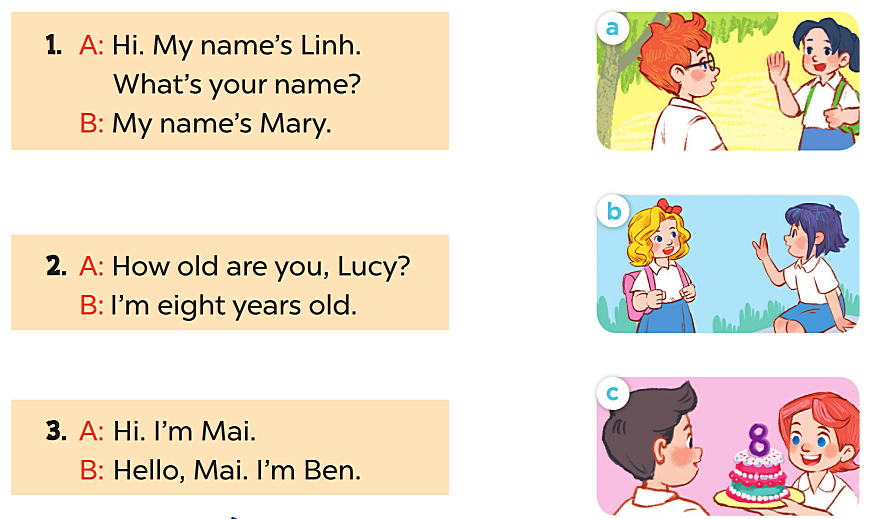 1. A: Hi. My name's Linh.
What's your name?
B: My name's Mary.
a
b
2. A: How old are you, Lucy?
B: I'm eight years old.
c
8
3. A: Hi. I'm Mai.
B: Hello, Mai. I'm Ben.